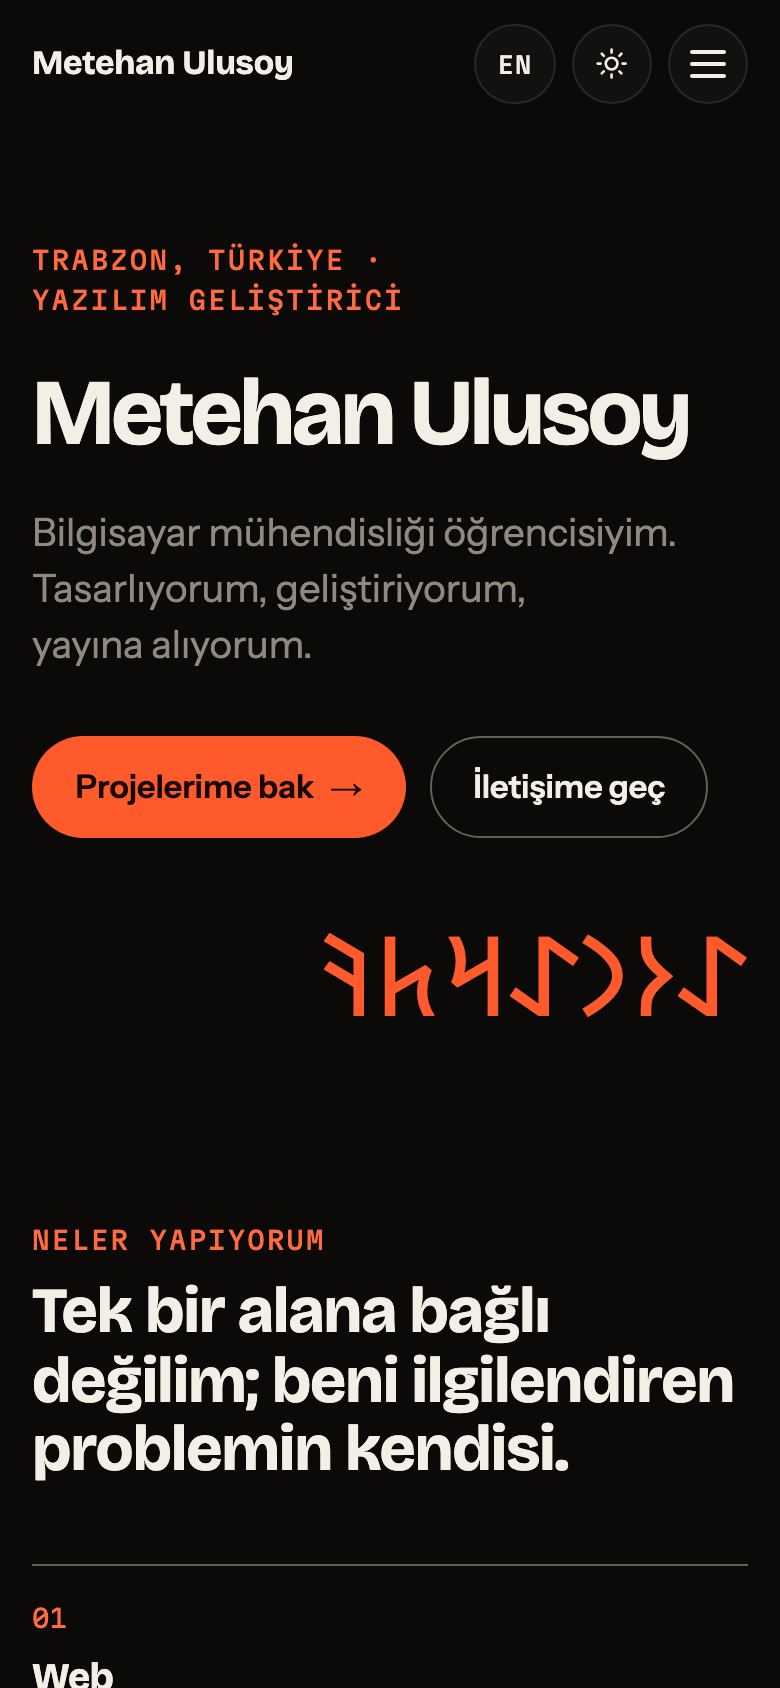 Metehan Ulusoy
EN
TRABZON, TÜRKİYE ·
YAZILIM GELİŞTİRİCİ
Metehan Ulusoy
Bilgisayar mühendisliği öğrencisiyim.
Tasarlıyorum, geliştiriyorum,
yayına alıyorum.
Projelerime bak →
İletişime geç
NELER YAPIYORUM
Tek bir alana bağlı
değilim; beni ilgilendiren
problemin kendisi.
01
Web